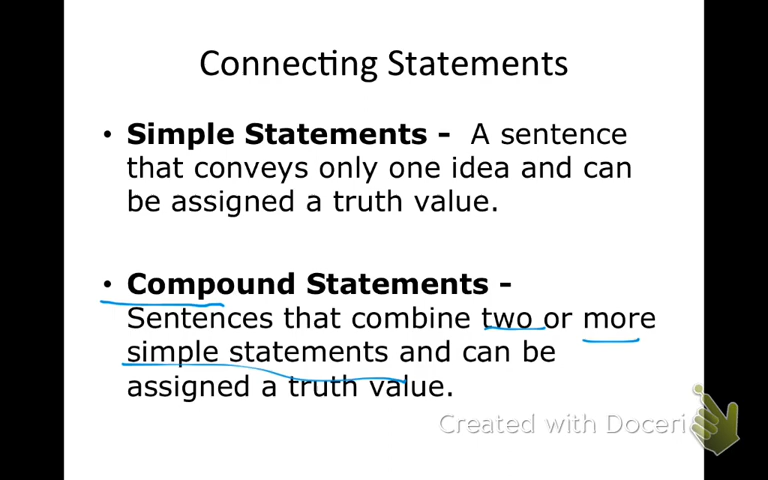 Connecting Statements
• Simple Statements - A sentence
that conveys only one idea and can
be assigned a truth value.
• Compound Statements -
Sentences that combine two or more
simple statements and can be
assigned a truth value.
Created with Doceri